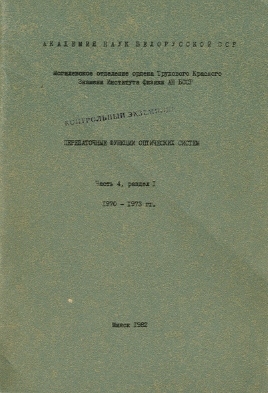 АКАДЕМИЯ НАУК БЕЛОРУССКОЙ ССР
Могилевское отделение ордена Трудового Красного
Знамени Института физики АН БССР
КОНТРОЛЬНЫЙ ЭКЗЕМПЛЯР
ПЕРЕДАТОЧНЫЕ ФУНКЦИИ ОПТИЧЕСКИХ СИСТЕМ
Часть 4, раздел I
1970 - 1973 гг.
Минск 1982